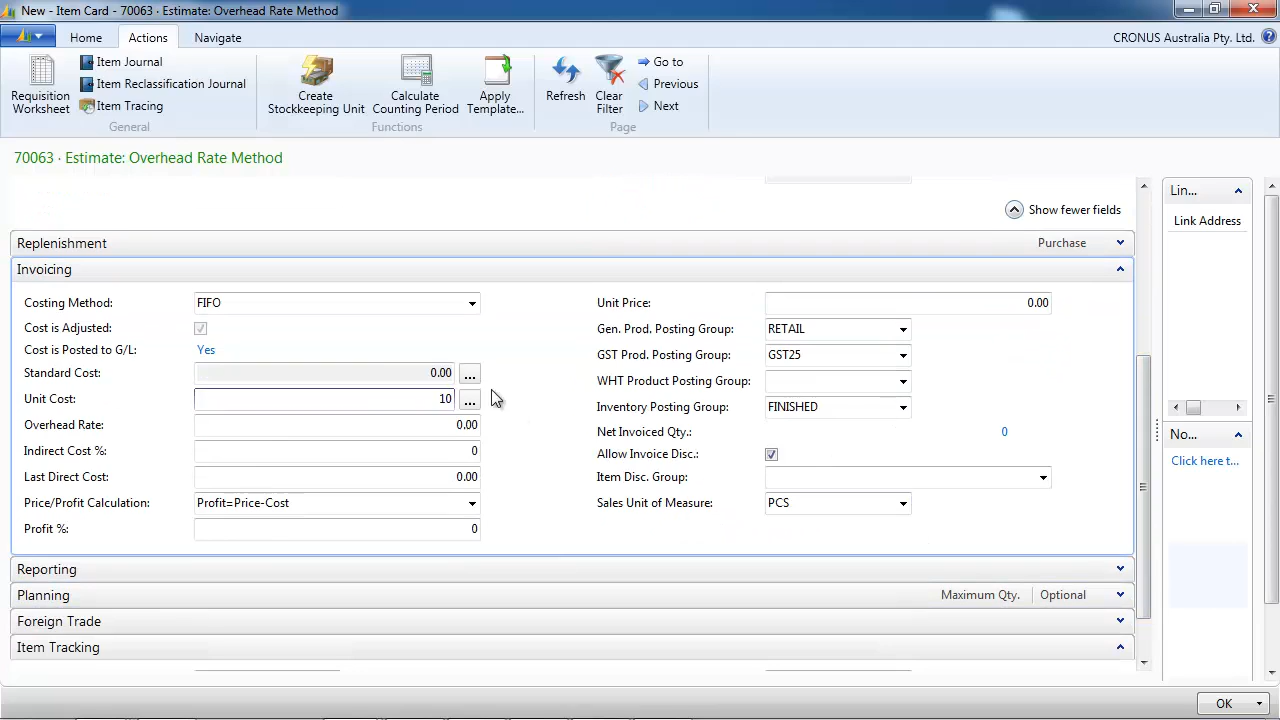 New - Item Card - 70063 · Estimate: Overhead Rate Method
Home Actions Navigate CRONUS Australia Pty. Ltd.
Requisition Worksheet
Item Journal
Item Reclassification Journal
Item Tracing
General
Create Stockkeeping Unit
Calculate Counting Period
Apply Template...
Functions
Refresh
Clear Filter
Go to
Previous
Next
Page
70063 · Estimate: Overhead Rate Method
Show fewer fields
Replenishment Purchase
Invoicing
Costing Method: FIFO
Cost is Adjusted:
Cost is Posted to G/L: Yes
Standard Cost: 0.00 ...
Unit Cost: 10 ...
Overhead Rate: 0.00
Indirect Cost %: 0
Last Direct Cost: 0.00
Price/Profit Calculation: Profit=Price-Cost
Profit %: 0
Unit Price: 0.00
Gen. Prod. Posting Group: RETAIL
GST Prod. Posting Group: GST25
WHT Product Posting Group:
Inventory Posting Group: FINISHED
Net Invoiced Qty.: 0
Allow Invoice Disc.:
Item Disc. Group:
Sales Unit of Measure: PCS
Reporting
Planning Maximum Qty. Optional
Foreign Trade
Item Tracking
Lin...
Link Address
No...
Click here t...
OK